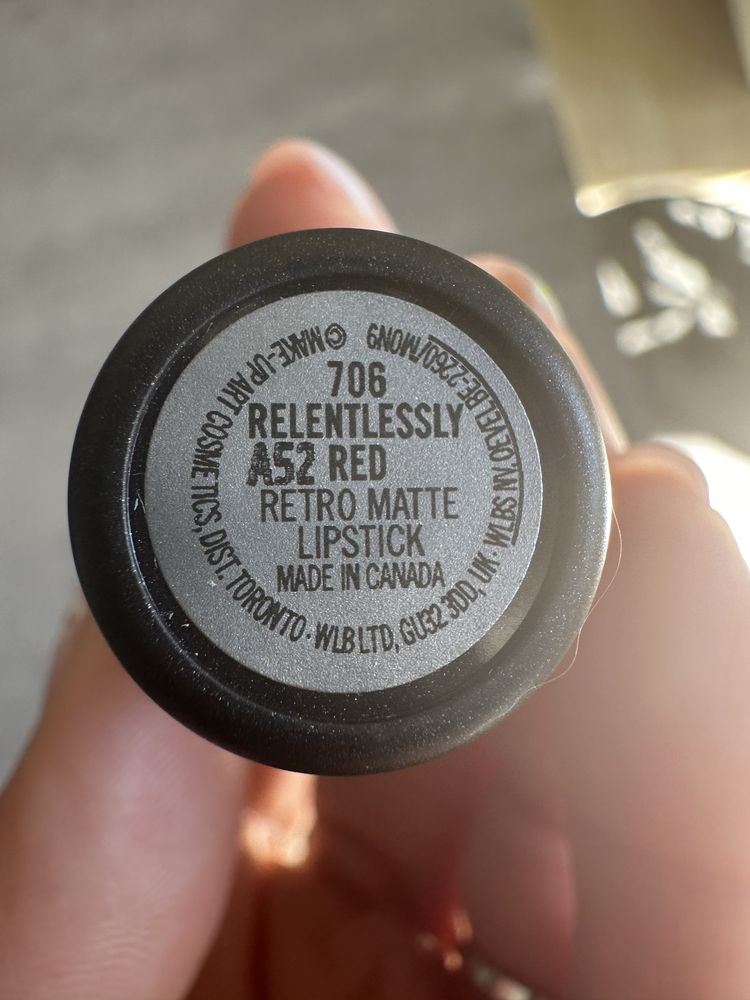 706
RELENTLESSLY
A52 RED
RETRO MATTE
LIPSTICK
MADE IN CANADA
© MAKE-UP ART COSMETICS, DIST. TORONTO · WLB LTD, GU32 3DD, UK · WLBS NV, OEVEL BE-2260/MON9